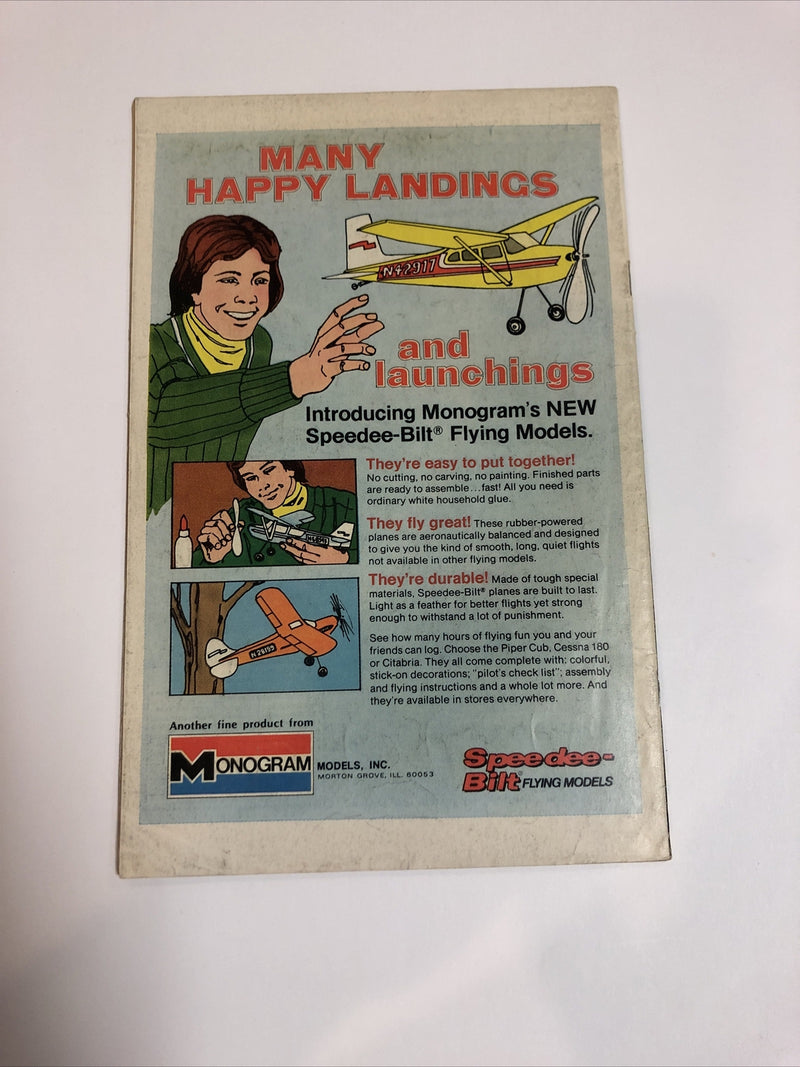 MANY
HAPPY LANDINGS
N42917
and
launchings
Introducing Monogram's NEW
Speedee-Bilt® Flying Models.
They're easy to put together!
No cutting, no carving, no painting. Finished parts
are ready to assemble...fast! All you need is
ordinary white household glue.
They fly great! These rubber-powered
planes are aeronautically balanced and designed
to give you the kind of smooth, long, quiet flights
not available in other flying models.
They're durable! Made of tough special
materials, Speedee-Bilt® planes are built to last.
Light as a feather for better flights yet strong
enough to withstand a lot of punishment.
N28199
See how many hours of flying fun you and your
friends can log. Choose the Piper Cub, Cessna 180
or Citabria. They all come complete with: colorful,
stick-on decorations; "pilot's check list"; assembly
and flying instructions and a whole lot more. And
they're available in stores everywhere.
Another fine product from
MONOGRAM MODELS, INC.
MORTON GROVE, ILL. 60053
Speedee-
Bilt® FLYING MODELS